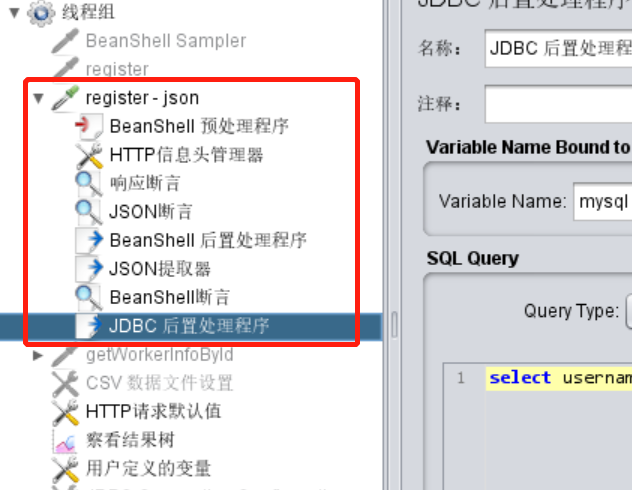 线程组
BeanShell Sampler
register
register - json
BeanShell 预处理程序
HTTP信息头管理器
响应断言
JSON断言
BeanShell 后置处理程序
JSON提取器
BeanShell断言
JDBC 后置处理程序
getWorkerInfoById
CSV 数据文件设置
HTTP请求默认值
察看结果树
用户定义的变量
JDBC 后置处理程序
名称：
JDBC 后置处理程
注释：
Variable Name Bound to
Variable Name:
mysql
SQL Query
Query Type:
1
select usernam